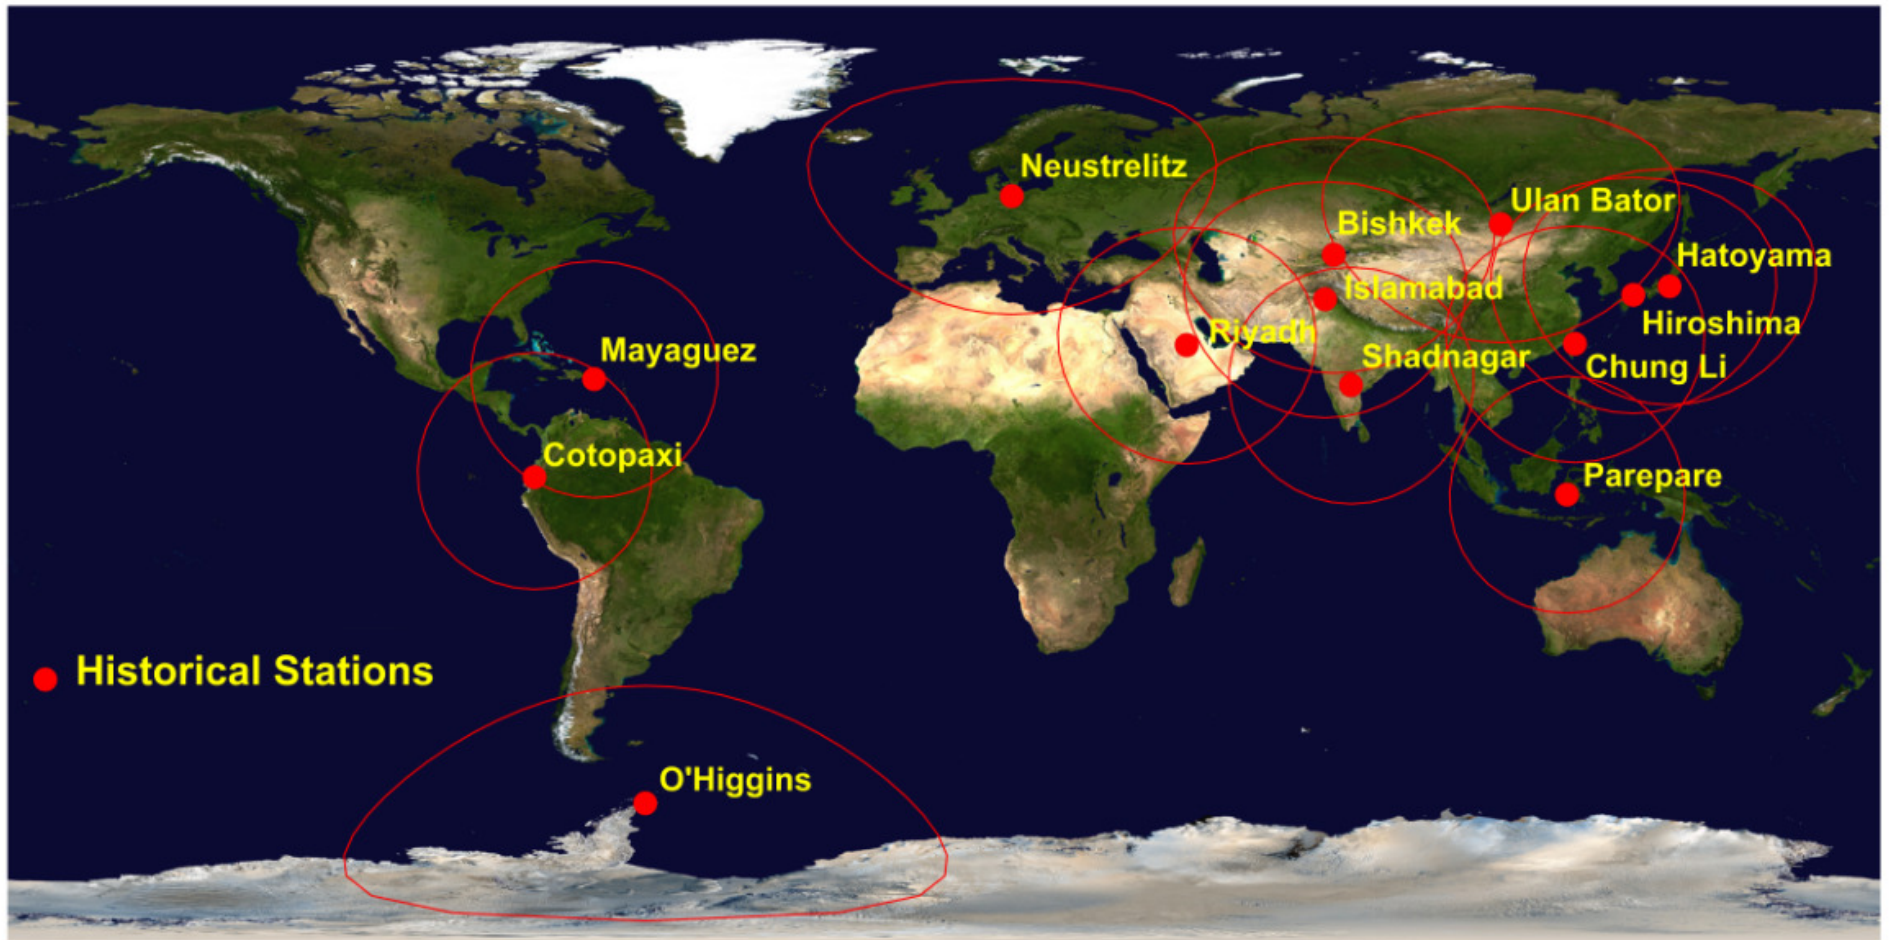 Neustrelitz
Ulan Bator
Bishkek
Hatoyama
Islamabad
Hiroshima
Riyadh
Mayaguez
Shadnagar
Chung Li
Cotopaxi
Parepare
Historical Stations
O'Higgins